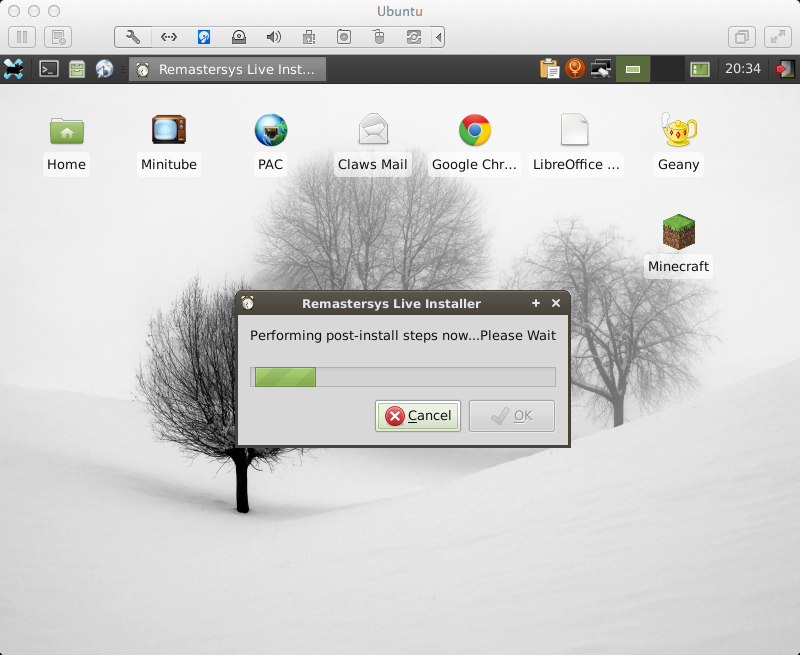 Ubuntu
Remastersys Live Inst...
20:34
Home
Minitube
PAC
Claws Mail
Google Chr...
LibreOffice ...
Geany
Minecraft
Remastersys Live Installer
Performing post-install steps now...Please Wait
Cancel
OK